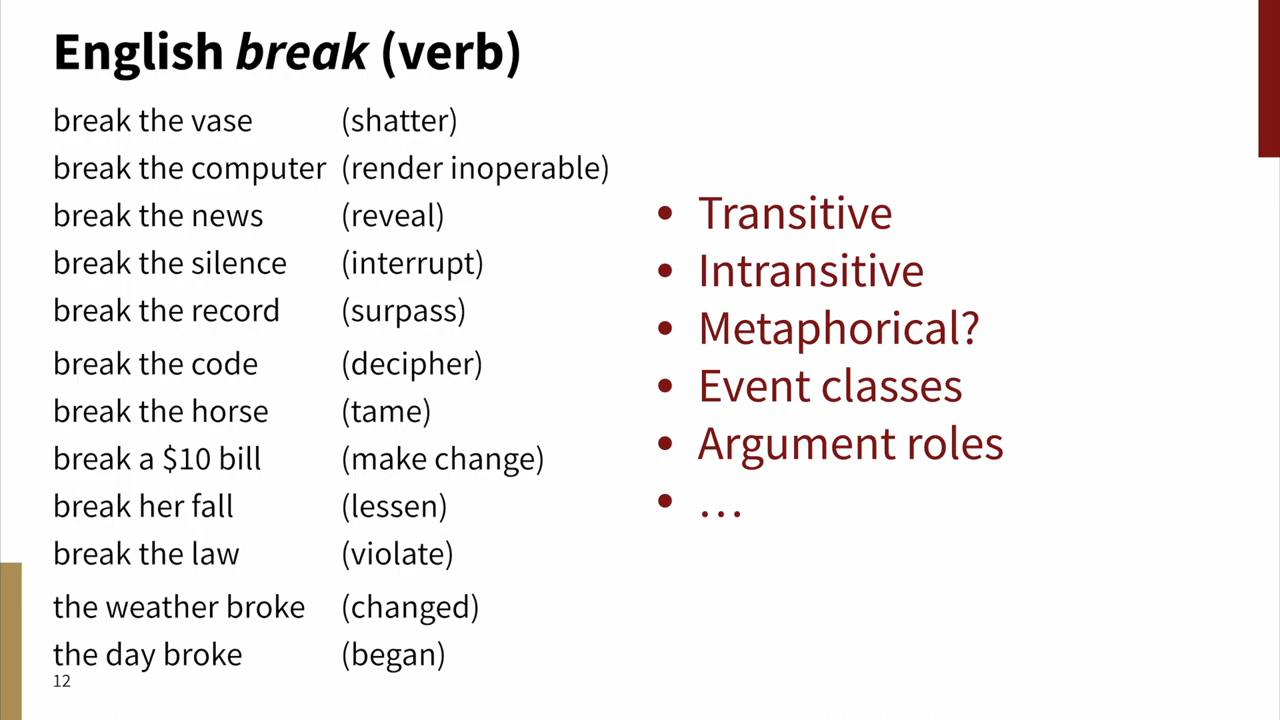 English break (verb)
break the vase (shatter)
break the computer (render inoperable)
break the news (reveal)
break the silence (interrupt)
break the record (surpass)
break the code (decipher)
break the horse (tame)
break a $10 bill (make change)
break her fall (lessen)
break the law (violate)
the weather broke (changed)
the day broke (began)
• Transitive
• Intransitive
• Metaphorical?
• Event classes
• Argument roles
• …
12